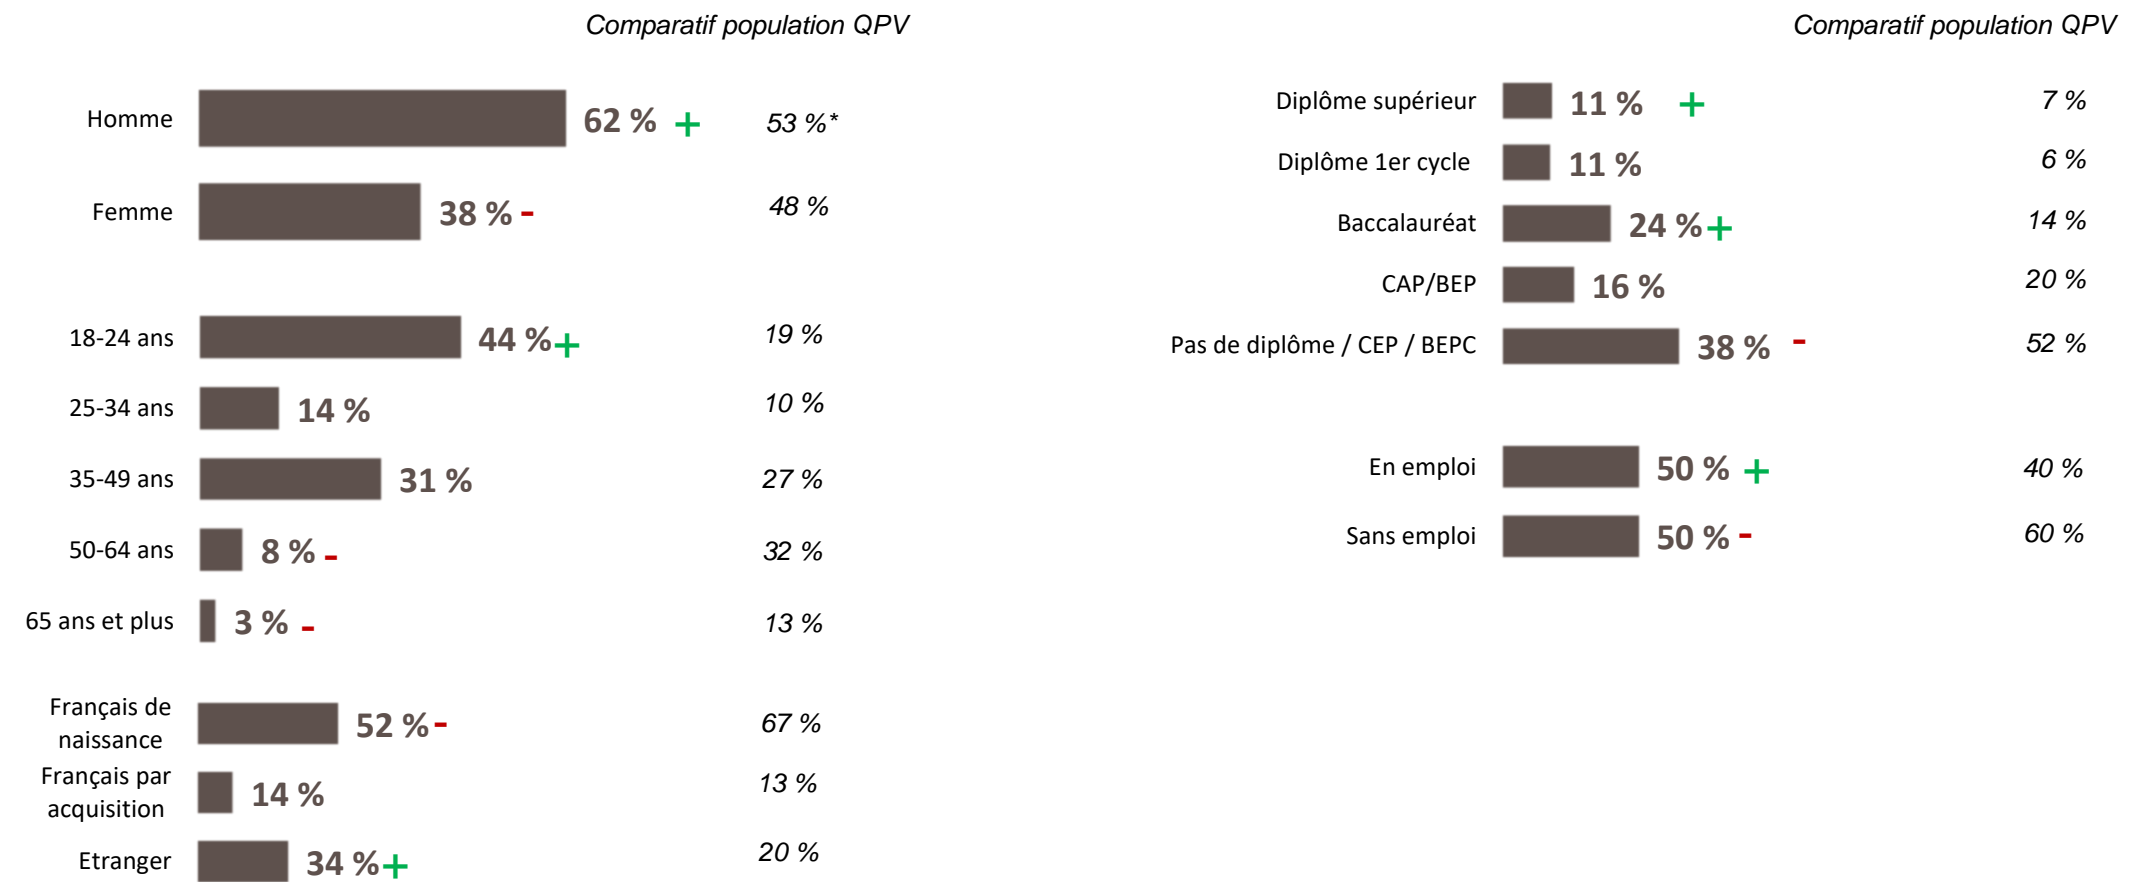 Comparatif population QPV
Homme 62 % + 53 %*
Femme 38 % - 48 %
18-24 ans 44 % + 19 %
25-34 ans 14 % 10 %
35-49 ans 31 % 27 %
50-64 ans 8 % - 32 %
65 ans et plus 3 % - 13 %
Français de
naissance 52 % - 67 %
Français par
acquisition 14 % 13 %
Etranger 34 % + 20 %
Comparatif population QPV
Diplôme supérieur 11 % + 7 %
Diplôme 1er cycle 11 % 6 %
Baccalauréat 24 % + 14 %
CAP/BEP 16 % 20 %
Pas de diplôme / CEP / BEPC 38 % - 52 %
En emploi 50 % + 40 %
Sans emploi 50 % - 60 %